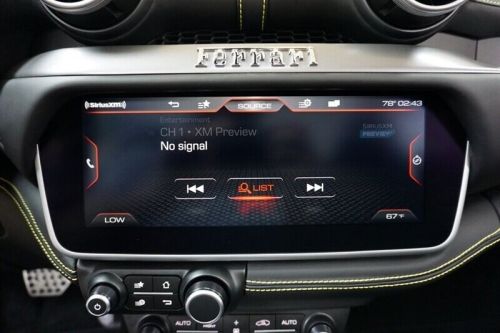 Ferrari
((SiriusXM))
SOURCE
78° 02:43
Entertainment
CH 1 • XM Preview
No signal
SIRIUSXM
PREVIEW
LIST
LOW
67 °F
FRONT
AUTO
AUTO